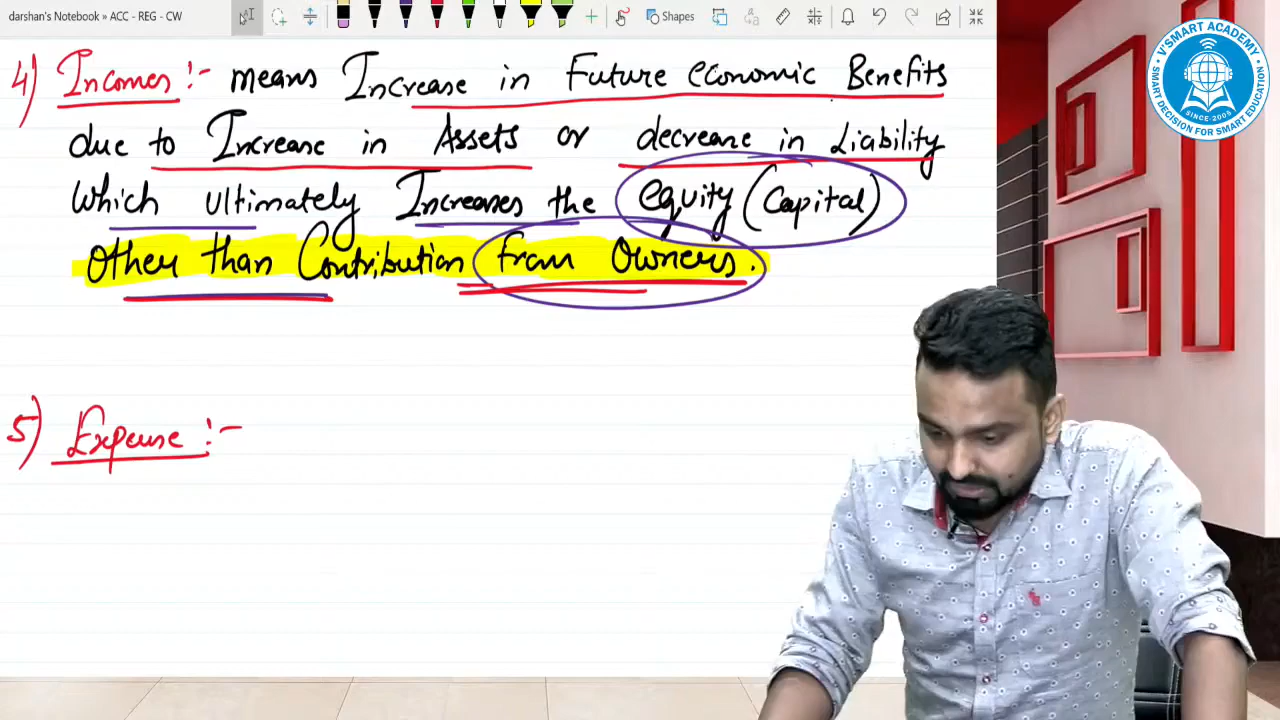 darshan's Notebook » ACC - REG - CW
Shapes
4) Incomes :- means Increase in Future economic Benefits
due to Increase in Assets or decrease in Liability
Which ultimately Increases the equity (Capital)
Other than Contribution from Owners.
5) Expense :-
V'SMART ACADEMY
SMART DECISION FOR SMART EDUCATION
SINCE-2005